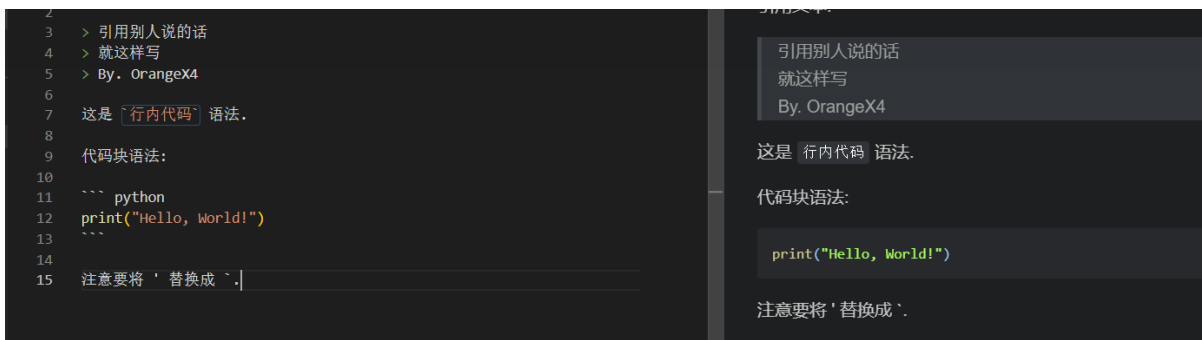 2
3 > 引用别人说的话
4 > 就这样写
5 > By. OrangeX4
6
7 这是 `行内代码` 语法.
8
9 代码块语法:
10
11 ``` python
12 print("Hello, World!")
13 ```
14
15 注意要将 ' 替换成 `.
引用文本:
引用别人说的话
就这样写
By. OrangeX4
这是 行内代码 语法.
代码块语法:
print("Hello, World!")
注意要将 ' 替换成 `.